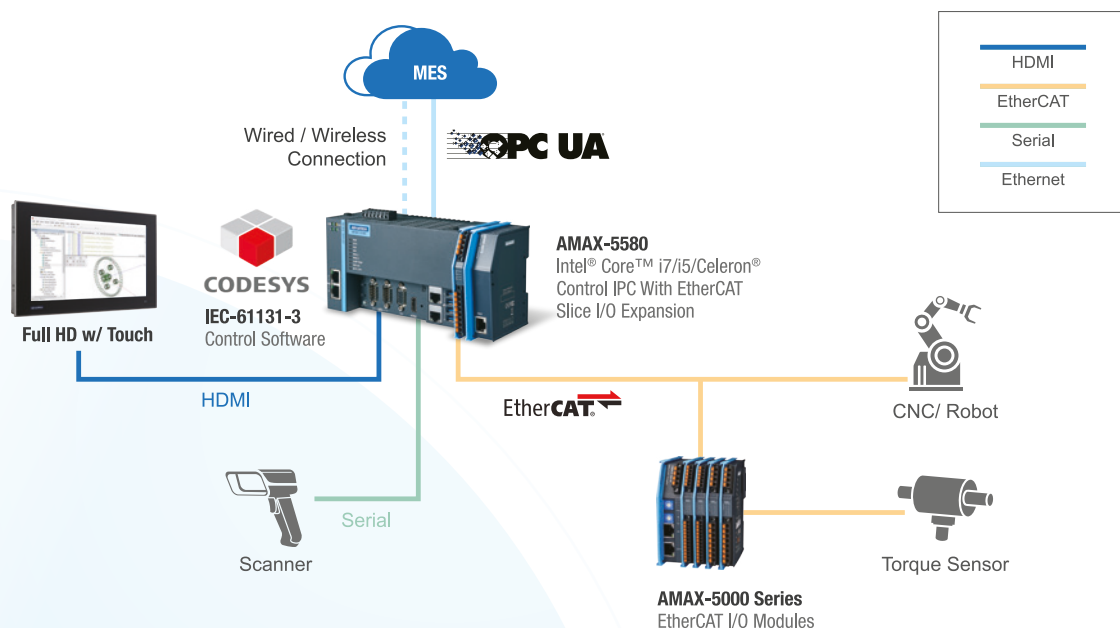 MES
HDMI
EtherCAT
Serial
Ethernet
Wired / Wireless
Connection
OPC UA
CODESYS
IEC-61131-3
Control Software
AMAX-5580
Intel® Core™ i7/i5/Celeron®
Control IPC With EtherCAT
Slice I/O Expansion
Full HD w/ Touch
HDMI
EtherCAT®
CNC/ Robot
Serial
Scanner
Torque Sensor
AMAX-5000 Series
EtherCAT I/O Modules